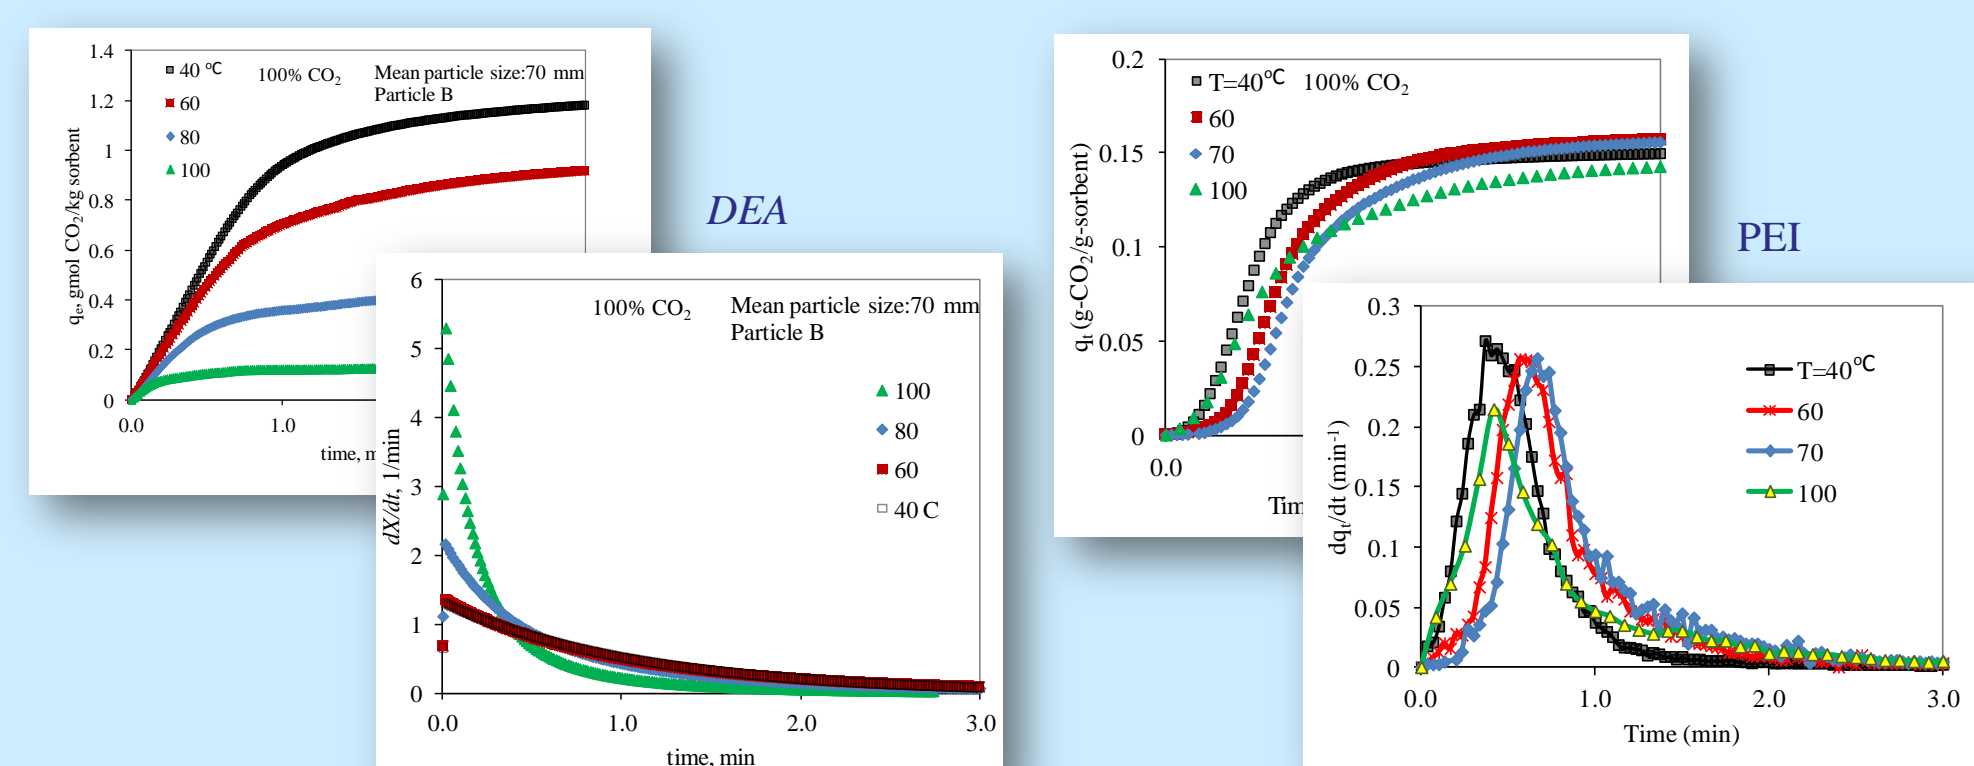 1.4
1.2
1
0.8
0.6
0.4
0.2
0
0.0
1.0
qe, gmol CO2/kg sorbent
time, m
40 ºC
60
80
100
100% CO2
Mean particle size:70 mm
Particle B
DEA
6
5
4
3
2
1
0
0.0
1.0
2.0
3.0
dX/dt, 1/min
time, min
100% CO2
Mean particle size:70 mm
Particle B
100
80
60
40 C
0.2
0.15
0.1
0.05
0
0.0
qt (g-CO2/g-sorbent)
Tim
T=40ºC
60
70
100
100% CO2
PEI
0.3
0.25
0.2
0.15
0.1
0.05
0
0.0
1.0
2.0
3.0
dqt/dt (min-1)
Time (min)
T=40ºC
60
70
100